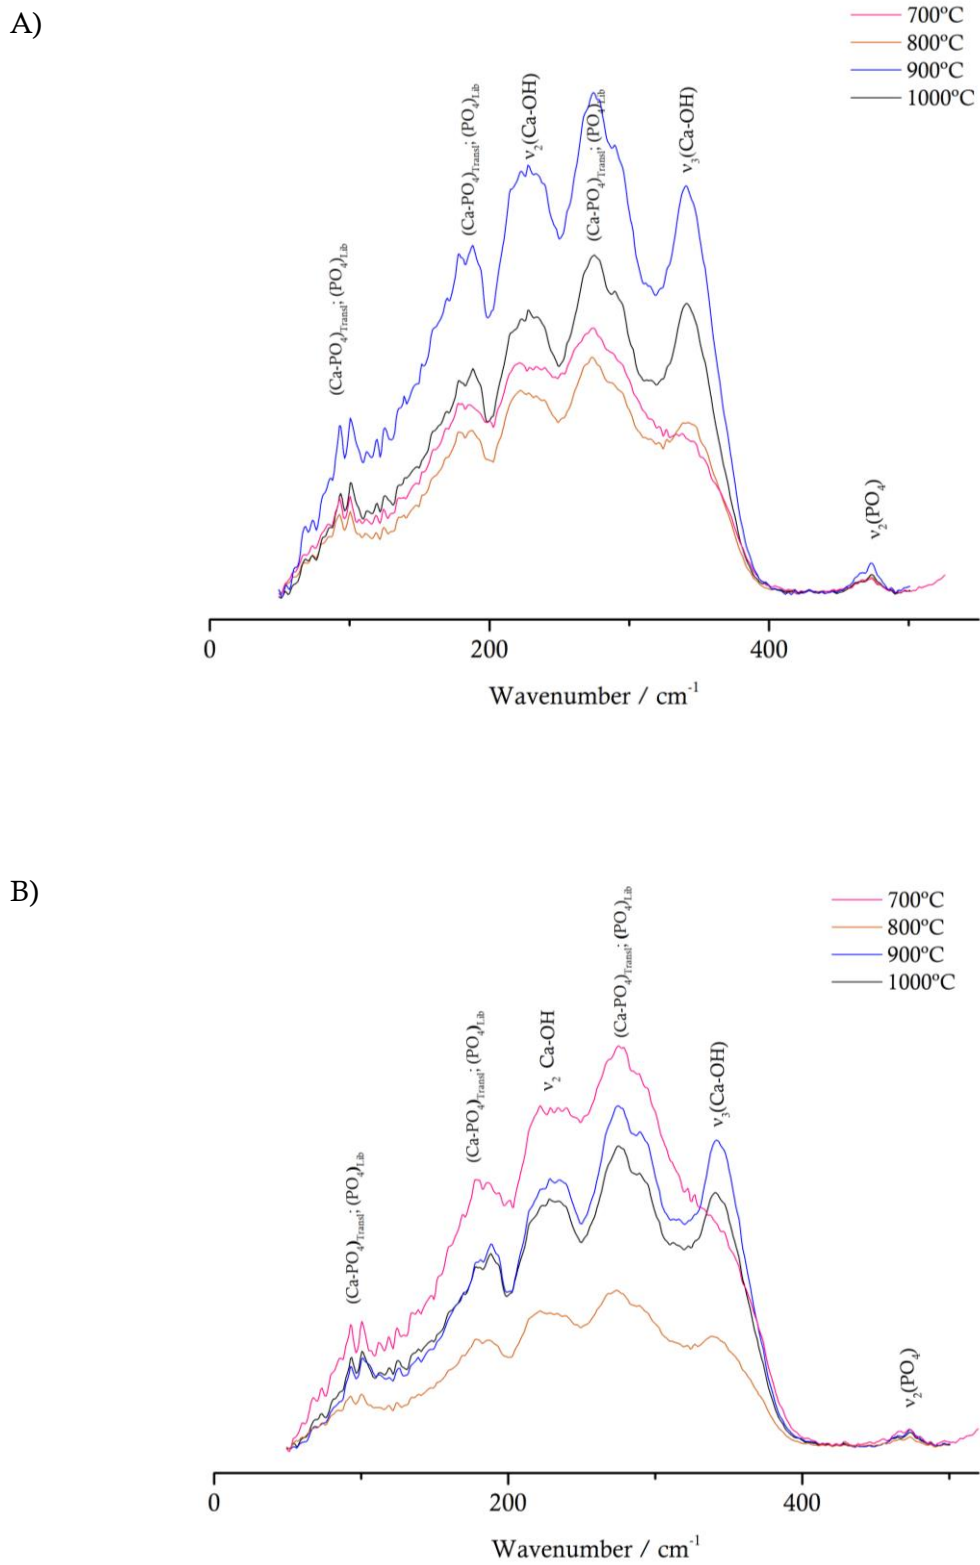 A)
700ºC
800ºC
900ºC
1000ºC
(Ca-PO₄)Transl; (PO₄)Lib
(Ca-PO₄)Transl; (PO₄)Lib
ν₂(Ca-OH)
(Ca-PO₄)Transl; (PO₄)Lib
ν₃(Ca-OH)
ν₂(PO₄)
0 200 400
Wavenumber / cm⁻¹
B)
700ºC
800ºC
900ºC
1000ºC
(Ca-PO₄)Transl; (PO₄)Lib
(Ca-PO₄)Transl; (PO₄)Lib
ν₂ Ca-OH
(Ca-PO₄)Transl; (PO₄)Lib
ν₃(Ca-OH)
ν₂(PO₄)
0 200 400
Wavenumber / cm⁻¹